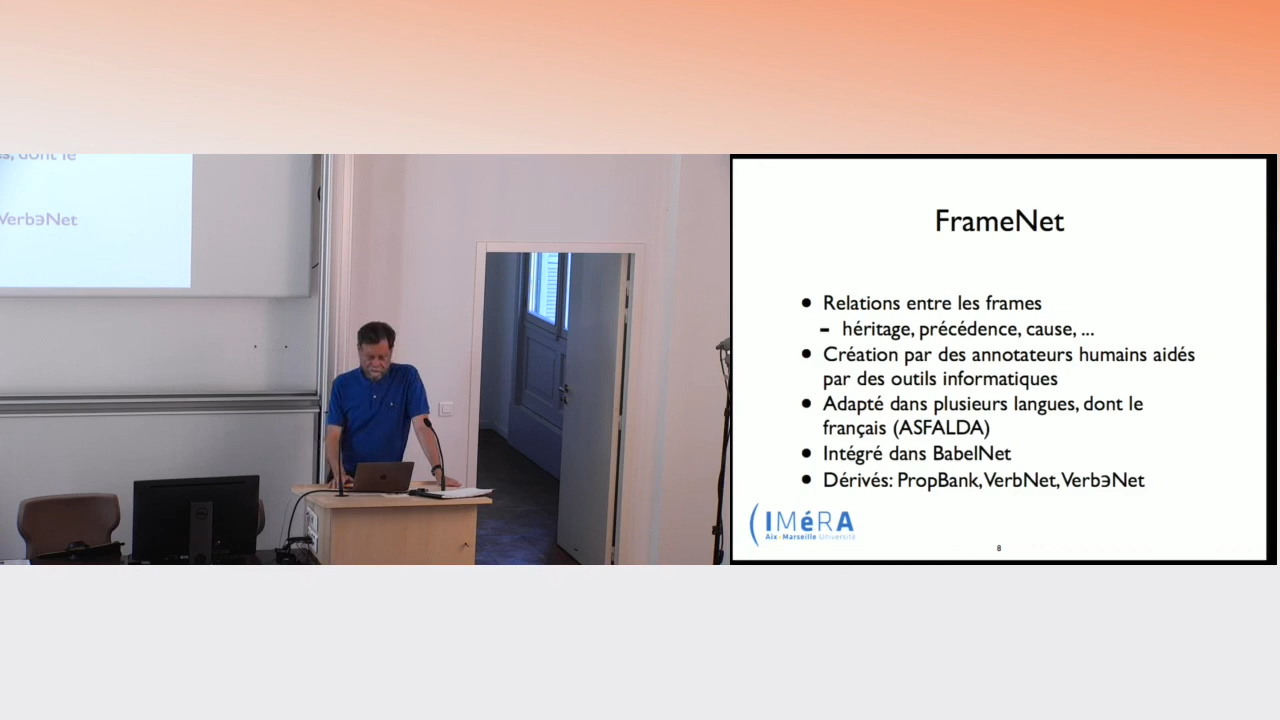 s, dont le
VerbэNet
FrameNet
• Relations entre les frames
– héritage, précédence, cause, ...
• Création par des annotateurs humains aidés
par des outils informatiques
• Adapté dans plusieurs langues, dont le
français (ASFALDA)
• Intégré dans BabelNet
• Dérivés: PropBank, VerbNet, VerbэNet
IMéRA
Aix•Marseille Université
8